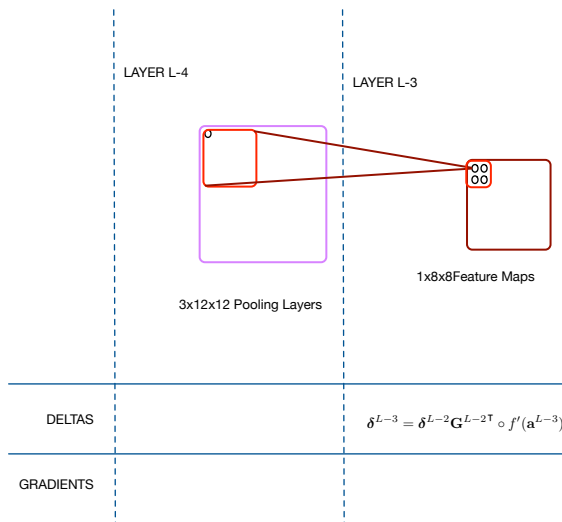 LAYER L-4
LAYER L-3
1x8x8Feature Maps
3x12x12 Pooling Layers
DELTAS
𝜹^{L−3} = 𝜹^{L−2}𝐆^{L−2⊤} ∘ f′(𝐚^{L−3})
GRADIENTS